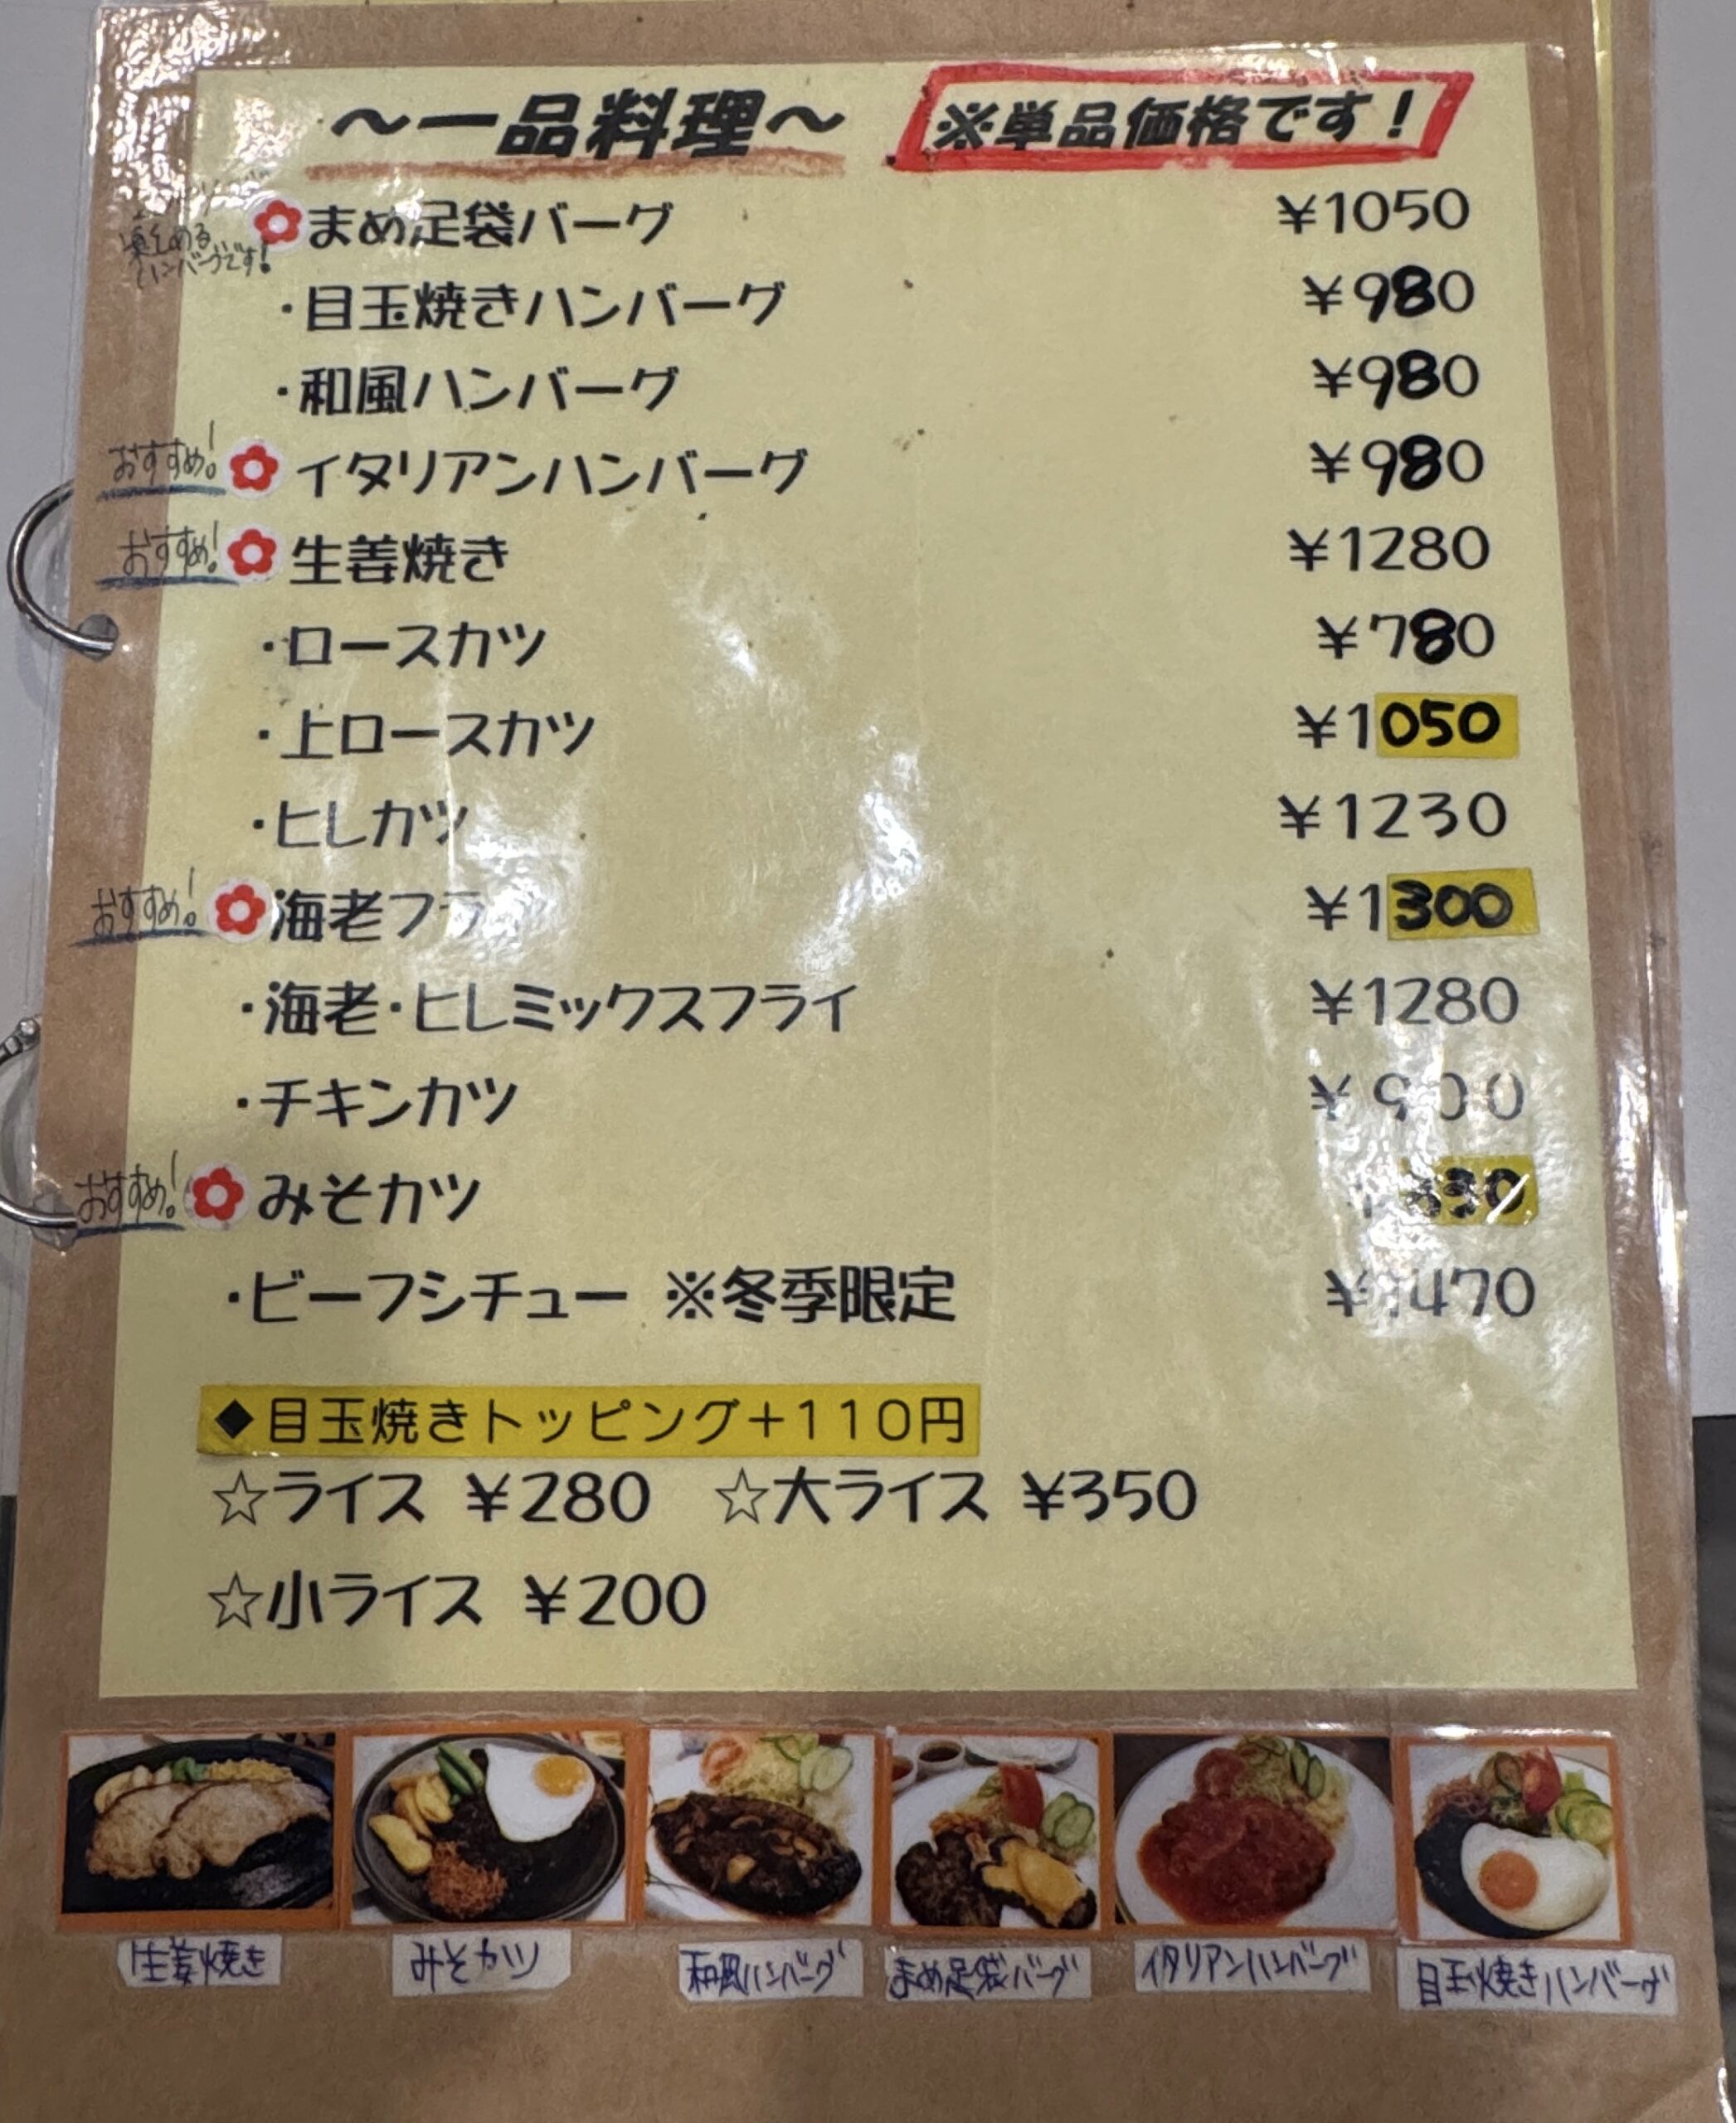 ～一品料理～ ※単品価格です！
まめ足袋バーグ ¥1050
ハンバーグです！
・目玉焼きハンバーグ ¥980
・和風ハンバーグ ¥980
おすすめ！ イタリアンハンバーグ ¥980
おすすめ！ 生姜焼き ¥1280
・ロースカツ ¥780
・上ロースカツ ¥1050
・ヒレカツ ¥1230
おすすめ！ 海老フライ ¥1300
・海老・ヒレミックスフライ ¥1280
・チキンカツ ¥900
おすすめ！ みそカツ
・ビーフシチュー ※冬季限定 ¥1470
◆目玉焼きトッピング＋110円
☆ライス ¥280 ☆大ライス ¥350
☆小ライス ¥200
生姜焼き みそカツ 和風ハンバーグ まめ足袋バーグ イタリアンハンバーグ 目玉焼きハンバーグ